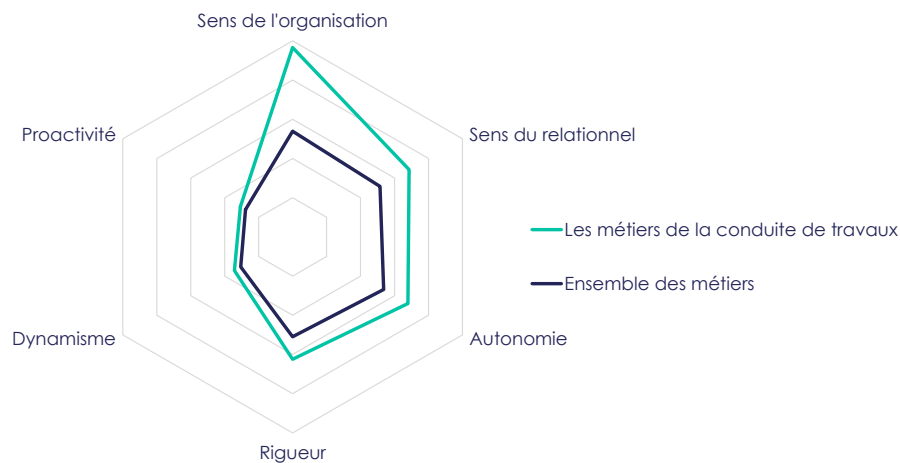 Sens de l'organisation
Proactivité
Sens du relationnel
Les métiers de la conduite de travaux
Ensemble des métiers
Dynamisme
Autonomie
Rigueur